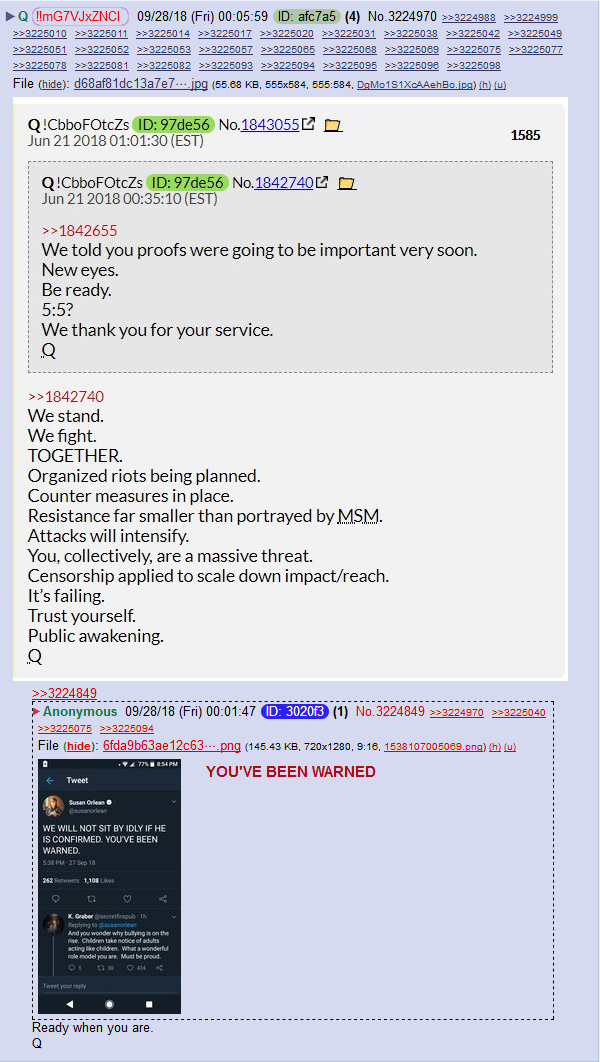 ▶ Q !!mG7VJxZNCI 09/28/18 (Fri) 00:05:59 ID: afc7a5 (4) No.3224970 >>3224988 >>3224999
>>3225010 >>3225011 >>3225014 >>3225017 >>3225020 >>3225031 >>3225038 >>3225042 >>3225049
>>3225051 >>3225052 >>3225053 >>3225057 >>3225065 >>3225068 >>3225069 >>3225075 >>3225077
>>3225078 >>3225081 >>3225082 >>3225093 >>3225094 >>3225095 >>3225096 >>3225098
File (hide): d68af81dc13a7e7⋯.jpg (55.68 KB, 555x584, 555:584, DgMo1S1XcAAehBo.jpg) (h) (u)
Q !CbboFOtcZs ID: 97de56 No.1843055
1585
Jun 21 2018 01:01:30 (EST)
Q !CbboFOtcZs ID: 97de56 No.1842740
Jun 21 2018 00:35:10 (EST)
>>1842655
We told you proofs were going to be important very soon.
New eyes.
Be ready.
5:5?
We thank you for your service.
Q
>>1842740
We stand.
We fight.
TOGETHER.
Organized riots being planned.
Counter measures in place.
Resistance far smaller than portrayed by MSM.
Attacks will intensify.
You, collectively, are a massive threat.
Censorship applied to scale down impact/reach.
It's failing.
Trust yourself.
Public awakening.
Q
>>3224849
▶ Anonymous 09/28/18 (Fri) 00:01:47 ID: 3020f3 (1) No.3224849 >>3224970 >>3225040
>>3225075 >>3225094
File (hide): 6fda9b63ae12c63⋯.png (145.43 KB, 720x1280, 9:16, 1538107005069.png) (h) (u)
77% 8:54 PM
Tweet
YOU'VE BEEN WARNED
Susan Orlean
@susanorlean
WE WILL NOT SIT BY IDLY IF HE
IS CONFIRMED. YOU'VE BEEN
WARNED.
5:38 PM · 27 Sep 18
262 Retweets 1,108 Likes
K. Graber @secretfirepub · 1h
Replying to @susanorlean
And you wonder why bullying is on the
rise. Children take notice of adults
acting like children. What a wonderful
role model you are. Must be proud.
5 30 424
Tweet your reply
Ready when you are.
Q